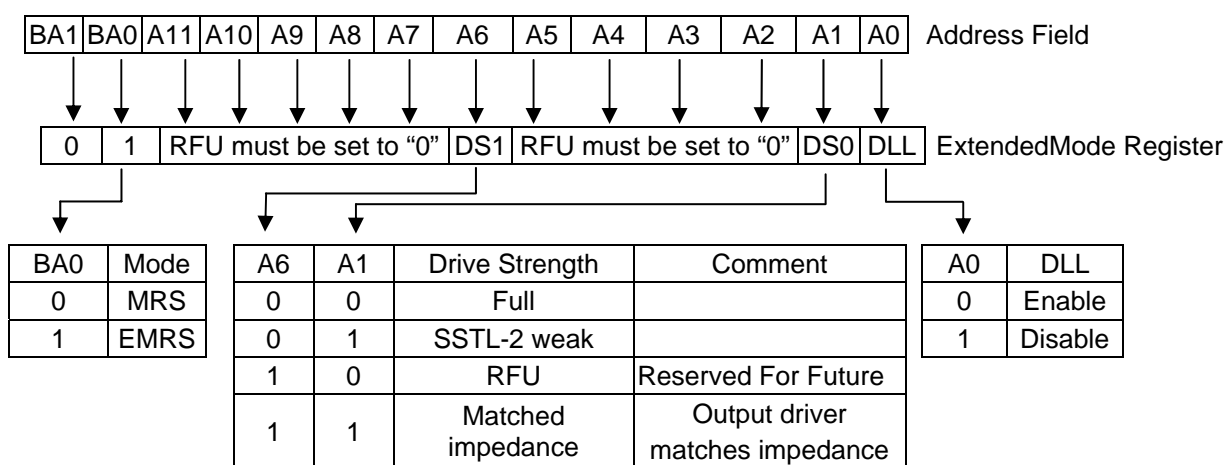 BA1 BA0 A11 A10 A9 A8 A7 A6 A5 A4 A3 A2 A1 A0 Address Field
0 1 RFU must be set to “0” DS1 RFU must be set to “0” DS0 DLL ExtendedMode Register
BA0 Mode
0 MRS
1 EMRS
A6 A1 Drive Strength Comment
0 0 Full
0 1 SSTL-2 weak
1 0 RFU Reserved For Future
1 1 Matched impedance Output driver matches impedance
A0 DLL
0 Enable
1 Disable